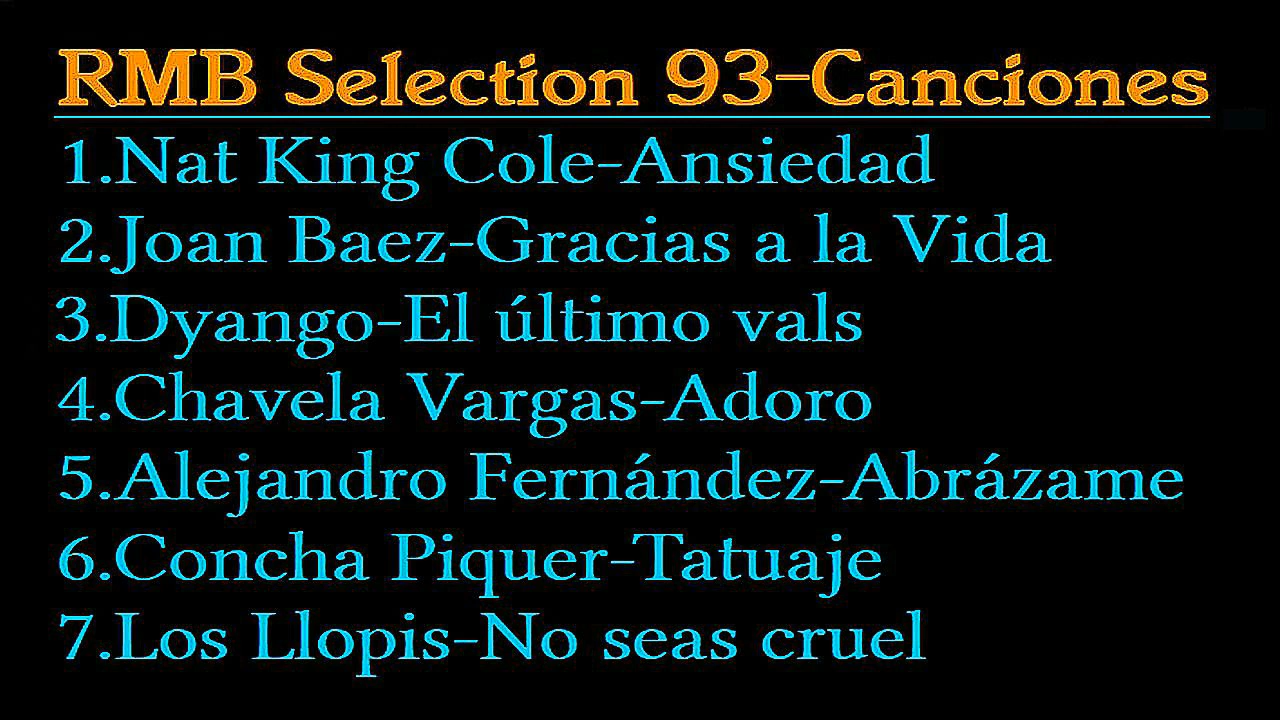 RMB Selection 93-Canciones
1.Nat King Cole-Ansiedad
2.Joan Baez-Gracias a la Vida
3.Dyango-El último vals
4.Chavela Vargas-Adoro
5.Alejandro Fernández-Abrázame
6.Concha Piquer-Tatuaje
7.Los Llopis-No seas cruel